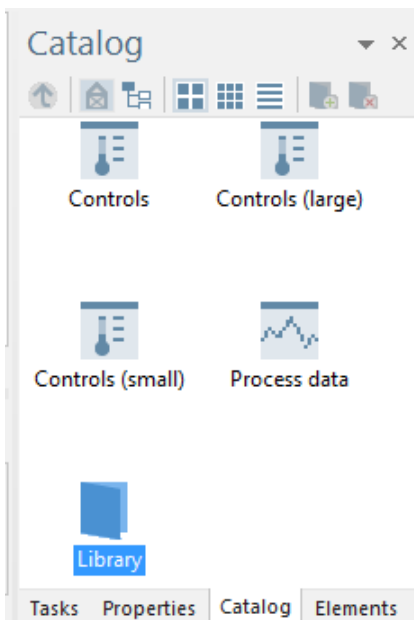 Catalog
Controls Controls (large)
Controls (small) Process data
Library
Tasks Properties Catalog Elements